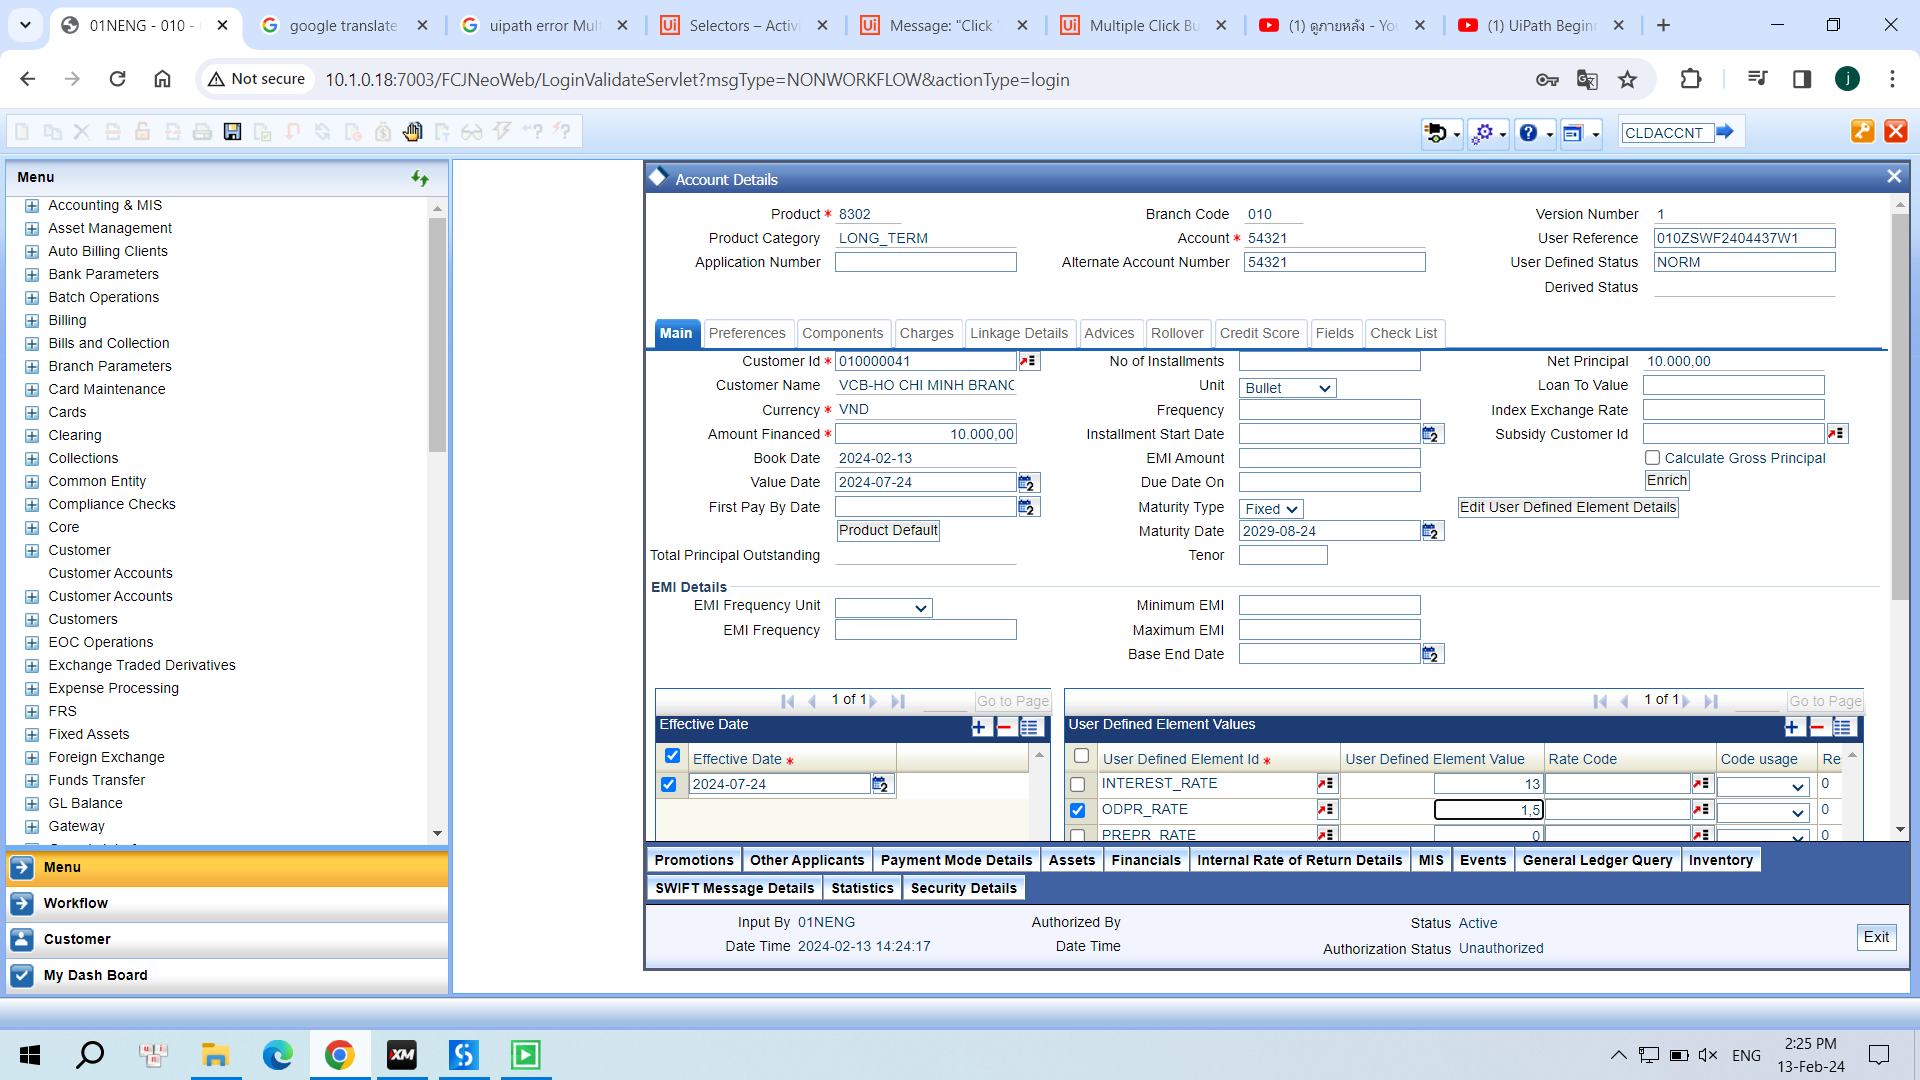 01NENG - 010 -
google translate
uipath error Mult
Selectors – Activi
Message: "Click '
Multiple Click Bu
(1) ดูภายหลัง - Yo
(1) UiPath Begin
Not secure
10.1.0.18:7003/FCJNeoWeb/LoginValidateServlet?msgType=NONWORKFLOW&actionType=login
j
CLDACCNT
Menu
Accounting & MIS
Asset Management
Auto Billing Clients
Bank Parameters
Batch Operations
Billing
Bills and Collection
Branch Parameters
Card Maintenance
Cards
Clearing
Collections
Common Entity
Compliance Checks
Core
Customer
Customer Accounts
Customer Accounts
Customers
EOC Operations
Exchange Traded Derivatives
Expense Processing
FRS
Fixed Assets
Foreign Exchange
Funds Transfer
GL Balance
Gateway
Menu
Workflow
Customer
My Dash Board
Account Details
Product * 8302 Branch Code 010 Version Number 1
Product Category LONG_TERM Account * 54321 User Reference 010ZSWF2404437W1
Application Number Alternate Account Number 54321 User Defined Status NORM
Derived Status
Main Preferences Components Charges Linkage Details Advices Rollover Credit Score Fields Check List
Customer Id * 010000041 No of Installments Net Principal 10.000,00
Customer Name VCB-HO CHI MINH BRANC Unit Bullet Loan To Value
Currency * VND Frequency Index Exchange Rate
Amount Financed * 10.000,00 Installment Start Date Subsidy Customer Id
Book Date 2024-02-13 EMI Amount Calculate Gross Principal
Value Date 2024-07-24 Due Date On Enrich
First Pay By Date Maturity Type Fixed Edit User Defined Element Details
Product Default Maturity Date 2029-08-24
Total Principal Outstanding Tenor
EMI Details
EMI Frequency Unit Minimum EMI
EMI Frequency Maximum EMI
Base End Date
1 of 1 Go to Page
Effective Date
Effective Date *
2024-07-24
1 of 1 Go to Page
User Defined Element Values
User Defined Element Id * User Defined Element Value Rate Code Code usage Re
INTEREST_RATE 13 0
ODPR_RATE 1,5 0
PREPR_RATE 0 0
Promotions Other Applicants Payment Mode Details Assets Financials Internal Rate of Return Details MIS Events General Ledger Query Inventory
SWIFT Message Details Statistics Security Details
Input By 01NENG Authorized By Status Active
Date Time 2024-02-13 14:24:17 Date Time Authorization Status Unauthorized
Exit
XM
ENG
2:25 PM
13-Feb-24